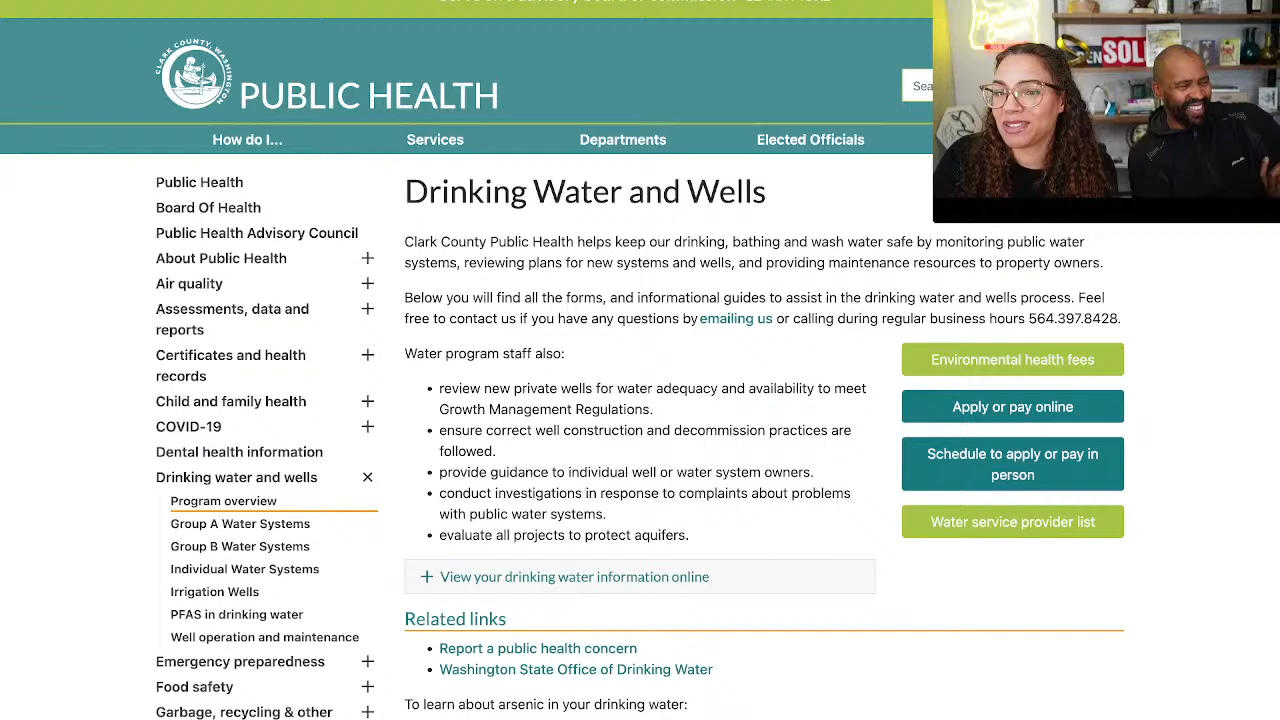 CLARK COUNTY, WASHINGTON
PUBLIC HEALTH
Sea
SOL
How do I...
Services
Departments
Elected Officials
Public Health
Board Of Health
Public Health Advisory Council
About Public Health
Air quality
Assessments, data and
reports
Certificates and health
records
Child and family health
COVID-19
Dental health information
Drinking water and wells
Program overview
Group A Water Systems
Group B Water Systems
Individual Water Systems
Irrigation Wells
PFAS in drinking water
Well operation and maintenance
Emergency preparedness
Food safety
Garbage, recycling & other
Drinking Water and Wells
Clark County Public Health helps keep our drinking, bathing and wash water safe by monitoring public water
systems, reviewing plans for new systems and wells, and providing maintenance resources to property owners.
Below you will find all the forms, and informational guides to assist in the drinking water and wells process. Feel
free to contact us if you have any questions by emailing us or calling during regular business hours 564.397.8428.
Water program staff also:
• review new private wells for water adequacy and availability to meet
Growth Management Regulations.
• ensure correct well construction and decommission practices are
followed.
• provide guidance to individual well or water system owners.
• conduct investigations in response to complaints about problems
with public water systems.
• evaluate all projects to protect aquifers.
View your drinking water information online
Related links
• Report a public health concern
• Washington State Office of Drinking Water
To learn about arsenic in your drinking water:
Environmental health fees
Apply or pay online
Schedule to apply or pay in
person
Water service provider list